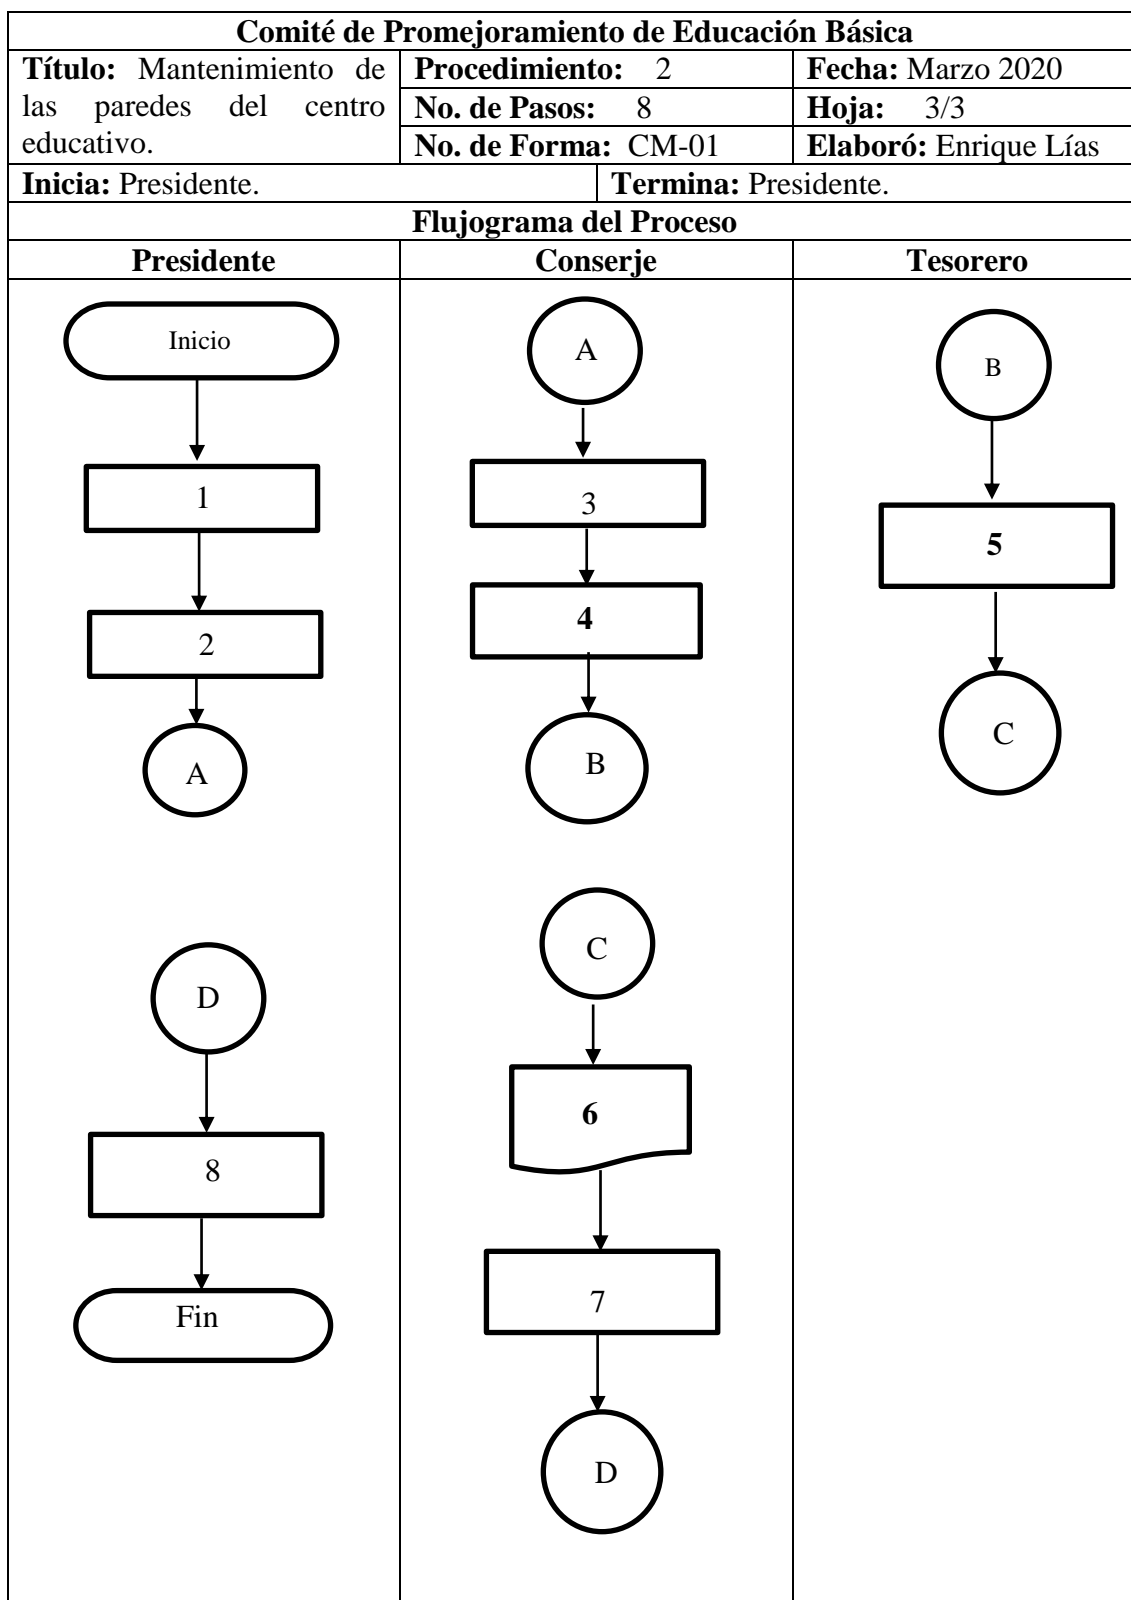 Comité de Promejoramiento de Educación Básica
Título: Mantenimiento de
las paredes del centro
educativo.
Procedimiento: 2
Fecha: Marzo 2020
No. de Pasos: 8
Hoja: 3/3
No. de Forma: CM-01
Elaboró: Enrique Lías
Inicia: Presidente.
Termina: Presidente.
Flujograma del Proceso
Presidente
Conserje
Tesorero
Inicio
1
2
A
D
8
Fin
A
3
4
B
C
6
7
D
B
5
C